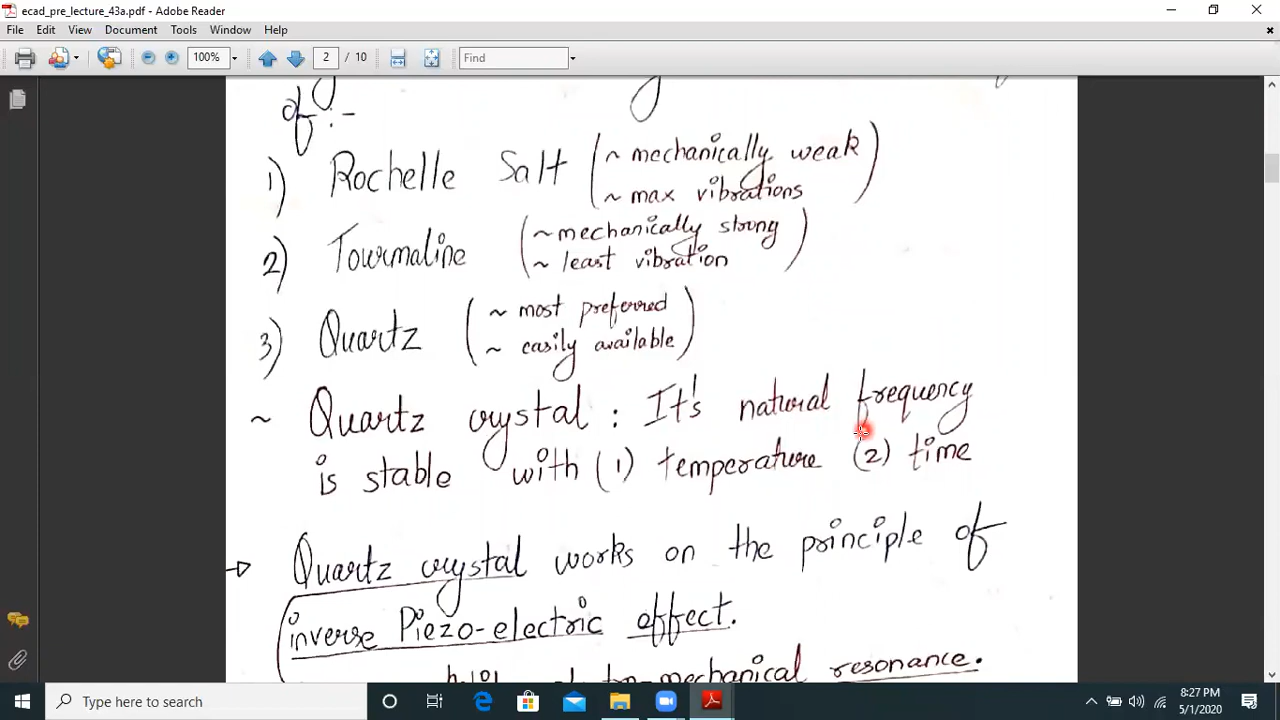 ecad_pre_lecture_43a.pdf - Adobe Reader
File Edit View Document Tools Window Help
2 / 10 100% Find
of :-
1) Rochelle Salt (~ mechanically weak
~ max vibrations)
2) Tourmaline (~ mechanically strong
~ least vibration)
3) Quartz (~ most preferred
~ easily available)
~ Quartz crystal : It's natural frequency
is stable with (1) temperature (2) time
→ Quartz crystal works on the principle of
inverse Piezo-electric effect.
mechanical resonance.
Type here to search
8:27 PM
5/1/2020